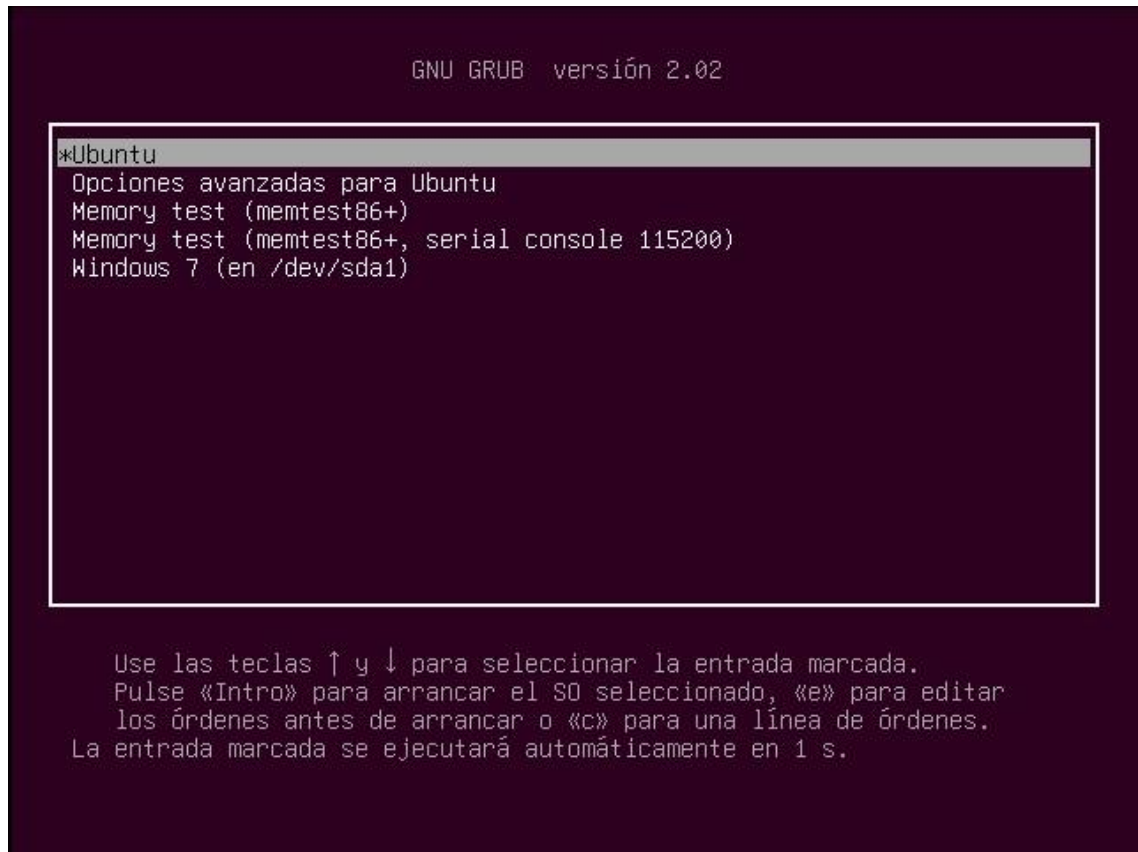 GNU GRUB versión 2.02
*Ubuntu
Opciones avanzadas para Ubuntu
Memory test (memtest86+)
Memory test (memtest86+, serial console 115200)
Windows 7 (en /dev/sda1)
Use las teclas ↑ y ↓ para seleccionar la entrada marcada.
Pulse «Intro» para arrancar el SO seleccionado, «e» para editar
los órdenes antes de arrancar o «c» para una línea de órdenes.
La entrada marcada se ejecutará automáticamente en 1 s.